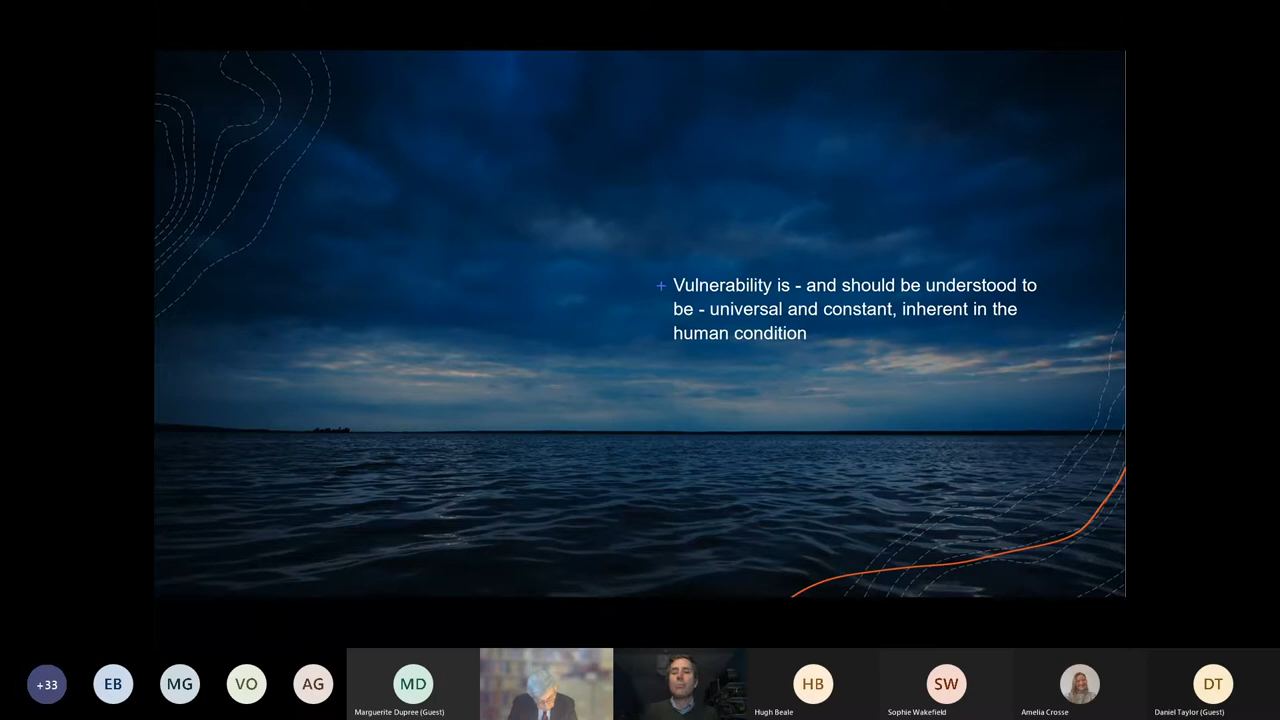 + Vulnerability is - and should be understood to
be - universal and constant, inherent in the
human condition
+33
EB
MG
VO
AG
MD
HB
SW
DT
Marguerite Dupree (Guest)
Hugh Beale
Sophie Wakefield
Amelia Crosse
Daniel Taylor (Guest)